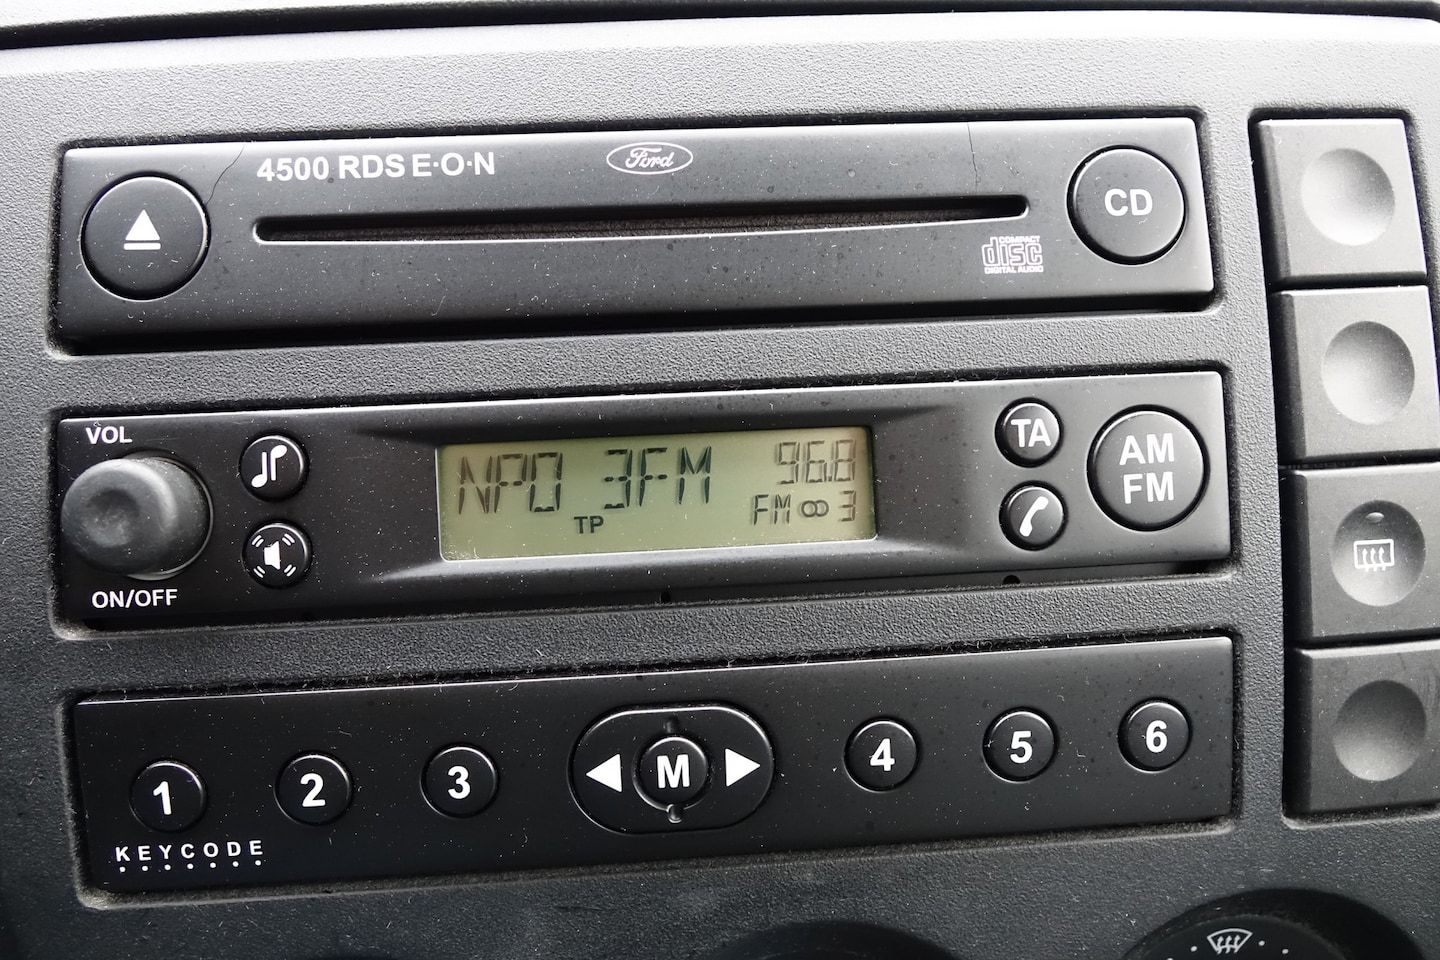 4500 RDS E·O·N
Ford
CD
COMPACT
disc
DIGITAL AUDIO
VOL
ON/OFF
NPO 3FM
96.8
TP
FM ∞ 3
TA
AM
FM
1
2
3
M
4
5
6
KEYCODE